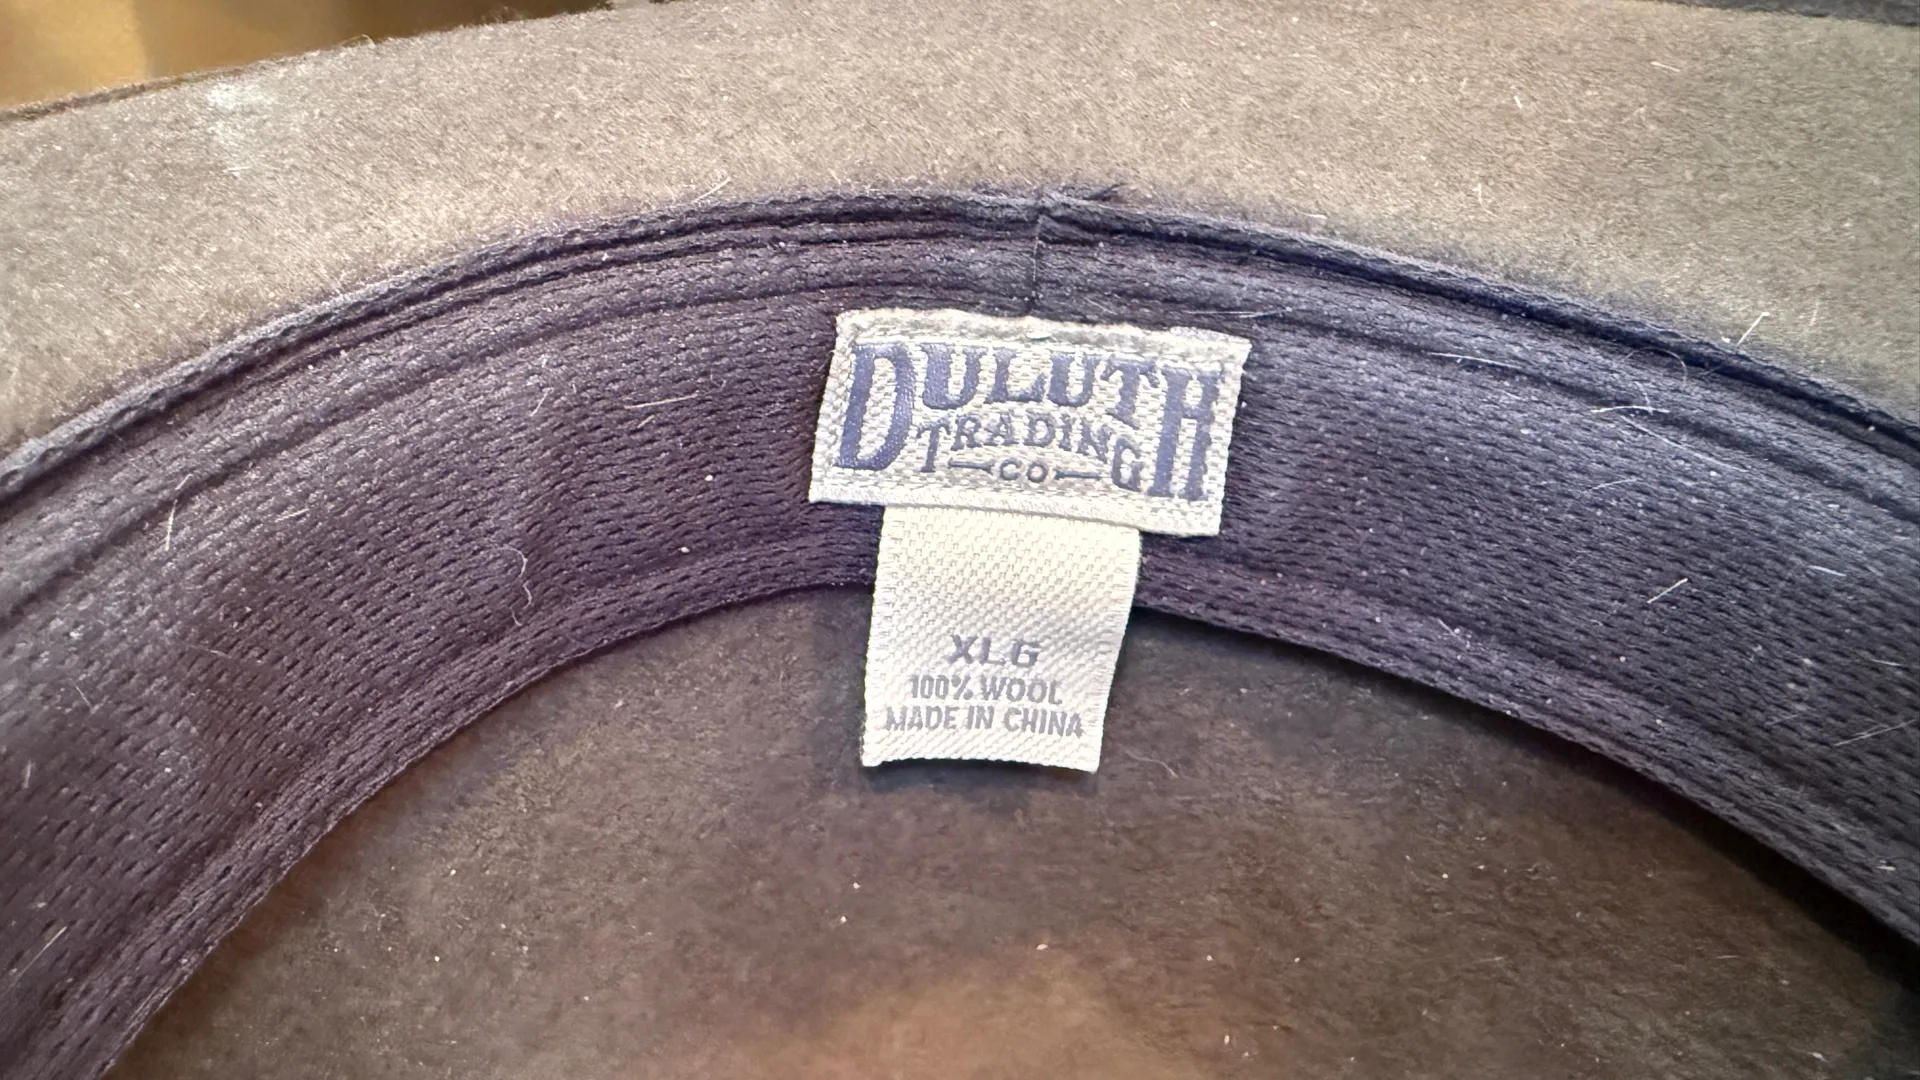 DULUTH
TRADING
CO
XLG
100% WOOL
MADE IN CHINA